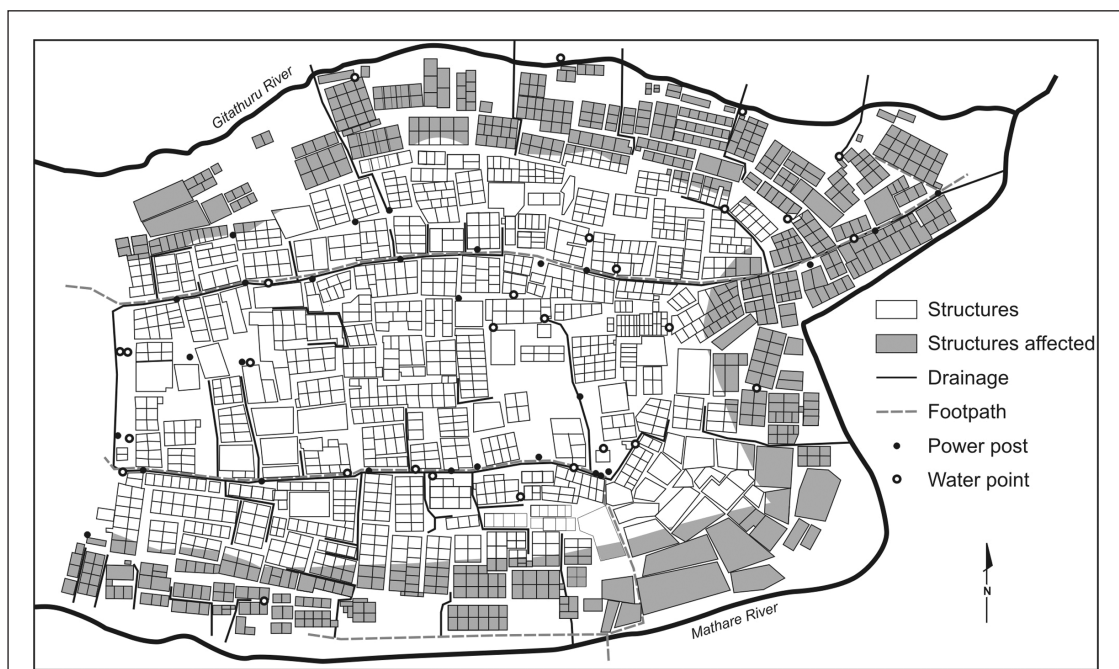 Gitathuru River
Structures
Structures affected
Drainage
Footpath
Power post
Water point
N
Mathare River